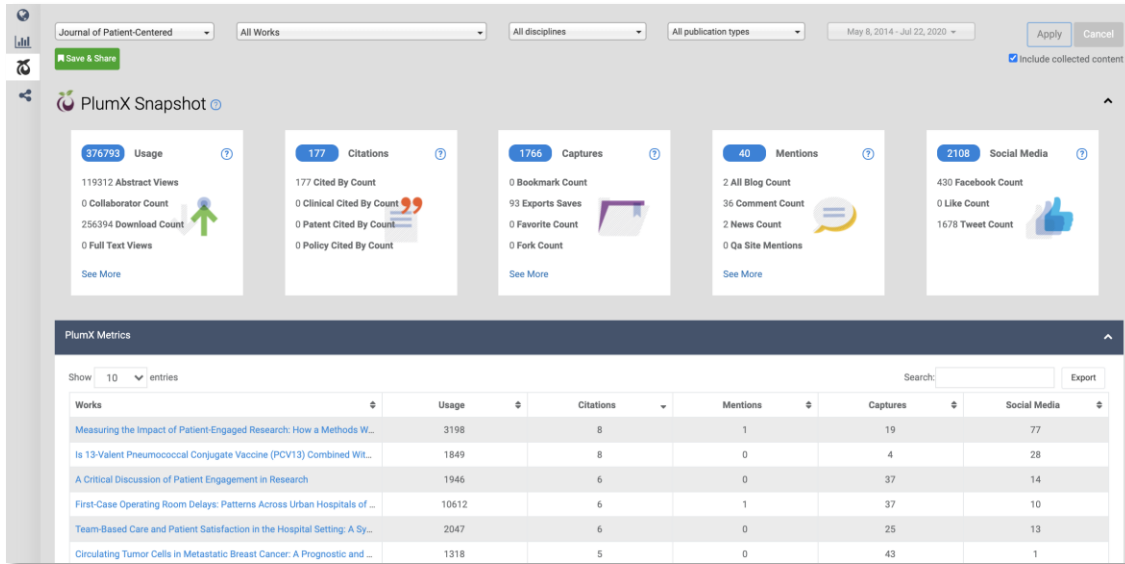 Journal of Patient-Centered All Works All disciplines All publication types May 8, 2014 - Jul 22, 2020 Apply Cancel
Save & Share Include collected content
PlumX Snapshot
376793 Usage 177 Citations 1766 Captures 40 Mentions 2108 Social Media
119312 Abstract Views 177 Cited By Count 0 Bookmark Count 2 All Blog Count 430 Facebook Count
0 Collaborator Count 0 Clinical Cited By Count 93 Exports Saves 36 Comment Count 0 Like Count
256394 Download Count 0 Patent Cited By Count 0 Favorite Count 2 News Count 1678 Tweet Count
0 Full Text Views 0 Policy Cited By Count 0 Fork Count 0 Qa Site Mentions
See More See More See More
PlumX Metrics
Show 10 entries Search: Export
Works Usage Citations Mentions Captures Social Media
Measuring the Impact of Patient-Engaged Research: How a Methods W... 3198 8 1 19 77
Is 13-Valent Pneumococcal Conjugate Vaccine (PCV13) Combined Wit... 1849 8 0 4 28
A Critical Discussion of Patient Engagement in Research 1946 6 0 37 14
First-Case Operating Room Delays: Patterns Across Urban Hospitals of ... 10612 6 1 37 10
Team-Based Care and Patient Satisfaction in the Hospital Setting: A Sy... 2047 6 0 25 13
Circulating Tumor Cells in Metastatic Breast Cancer: A Prognostic and ... 1318 5 0 43 1